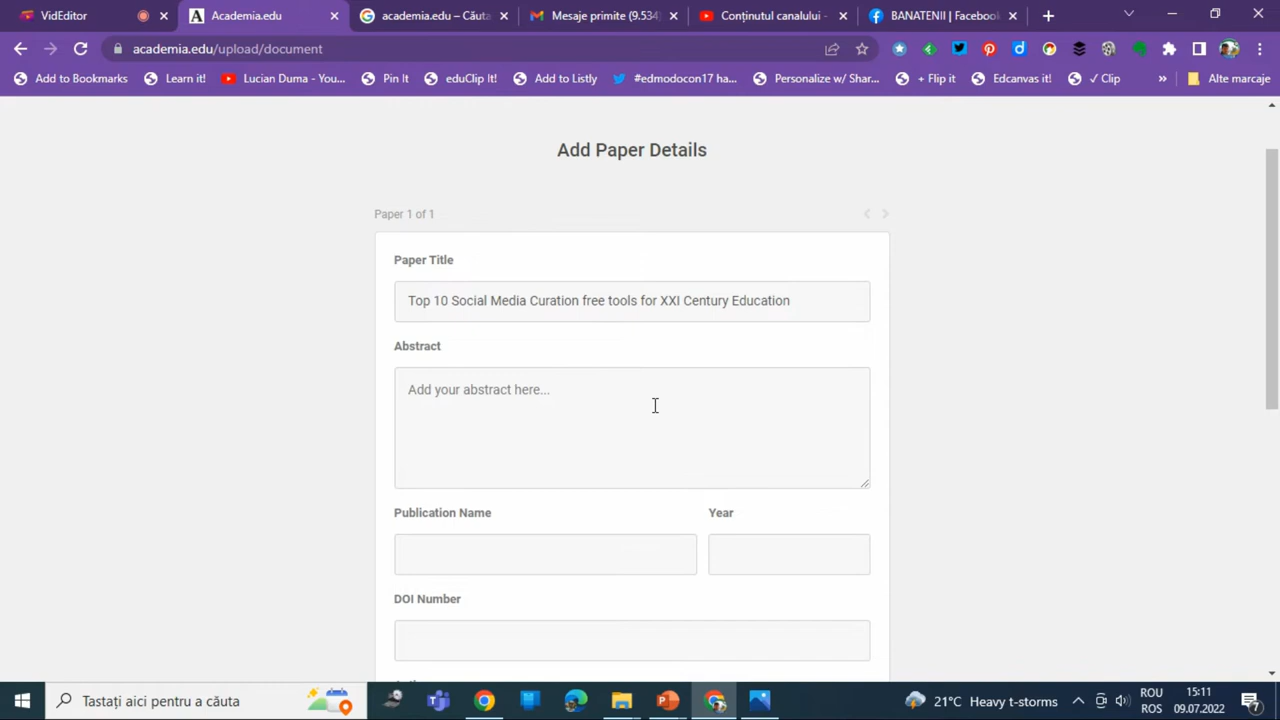 VidEditor
Academia.edu
academia.edu – Căuta
Mesaje primite (9.534)
Conținutul canalului -
BANATENII | Facebook
academia.edu/upload/document
Add to Bookmarks
Learn it!
Lucian Duma - You...
Pin It
eduClip It!
Add to Listly
#edmodocon17 ha...
Personalize w/ Shar...
+ Flip it
Edcanvas it!
✓ Clip
»
Alte marcaje
Add Paper Details
Paper 1 of 1
Paper Title
Top 10 Social Media Curation free tools for XXI Century Education
Abstract
Add your abstract here...
Publication Name
Year
DOI Number
Tastați aici pentru a căuta
21°C Heavy t-storms
ROU
ROS
15:11
09.07.2022
7